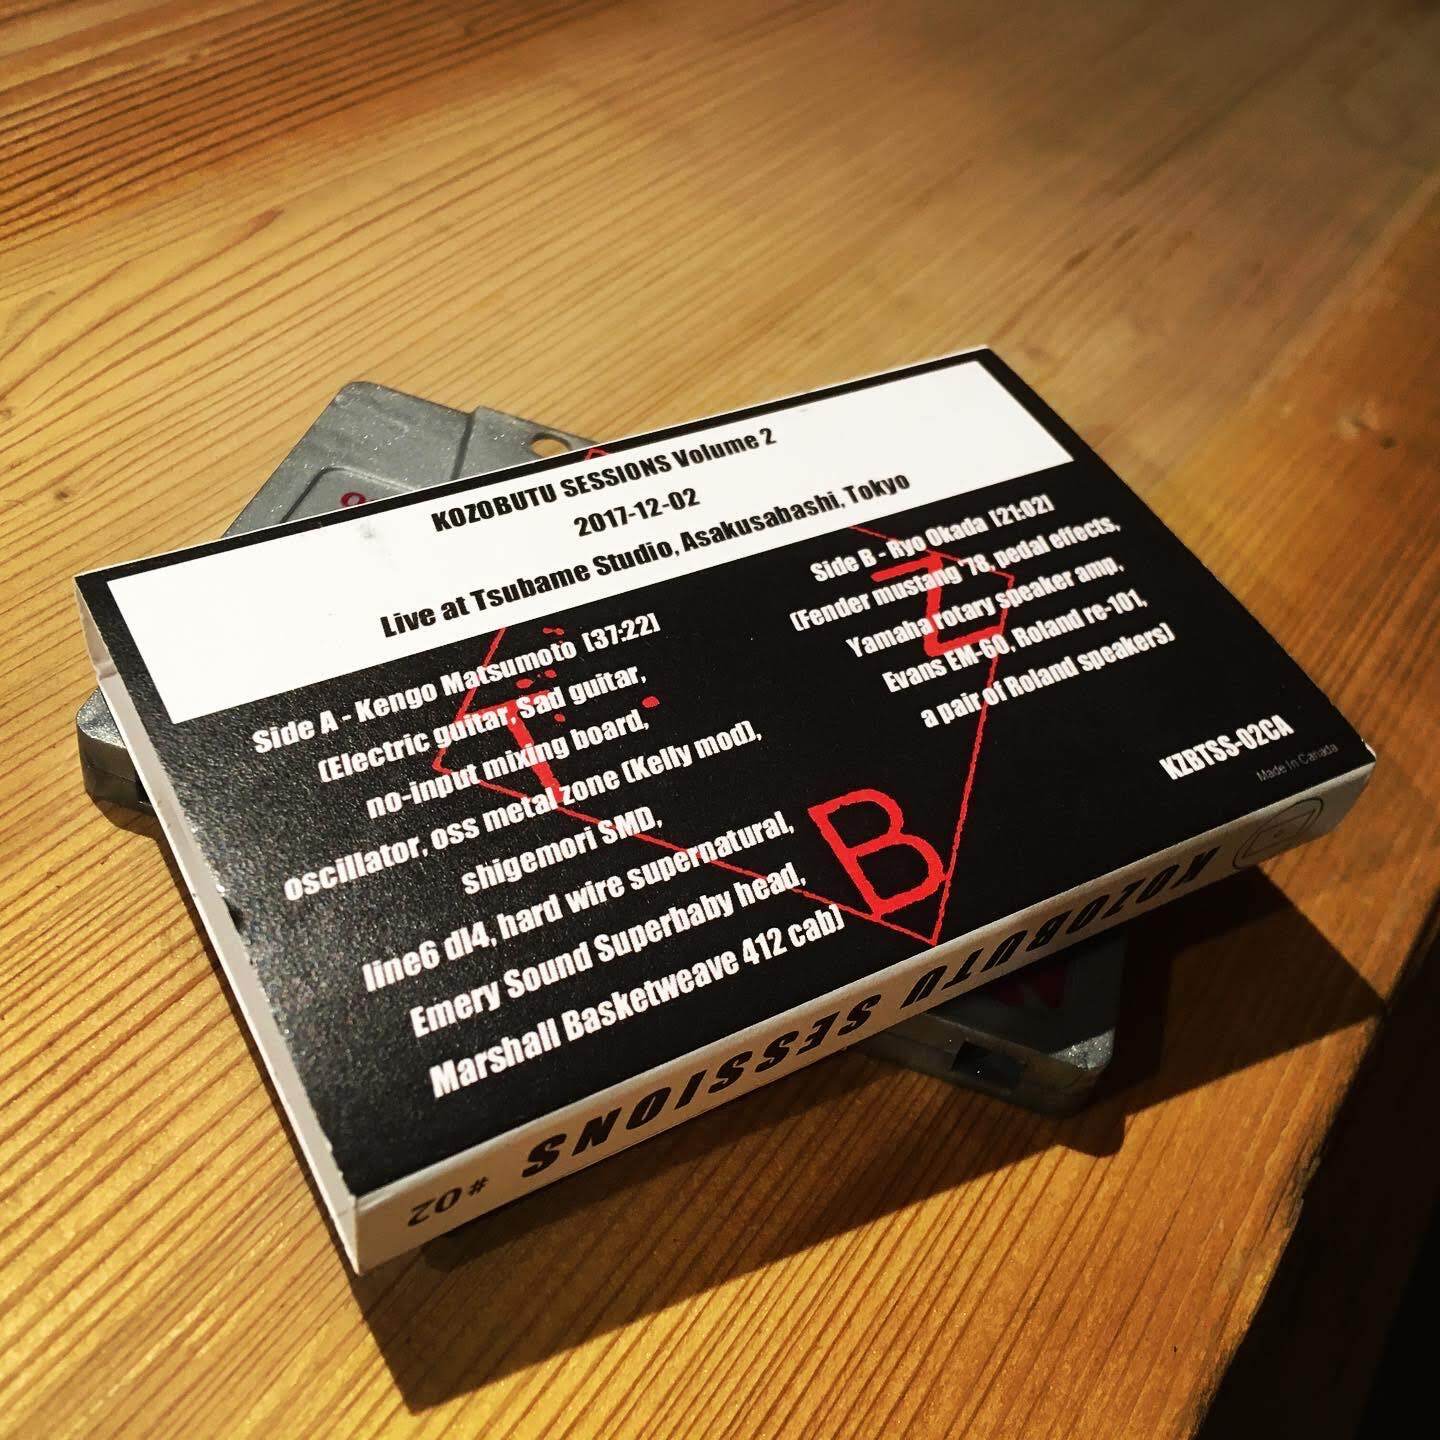 KOZOBUTU SESSIONS Volume 2
2017-12-02
Live at Tsubame Studio, Asakusabashi, Tokyo
Side A - Kengo Matsumoto [37:22]
(Electric guitar, Sad guitar,
no-input mixing board,
oscillator, oss metal zone (Kelly mod),
shigemori SMD,
line6 dl4, hard wire supernatural,
Emery Sound Superbaby head,
Marshall Basketweave 412 cab)
Side B - Ryo Okada [21:02]
(Fender mustang '78, pedal effects,
Yamaha rotary speaker amp,
Evans EM-60, Roland re-101,
a pair of Roland speakers)
T
Z
B
KZBTSS-02CA
Made In Canada
KOZOBUTU SESSIONS #02